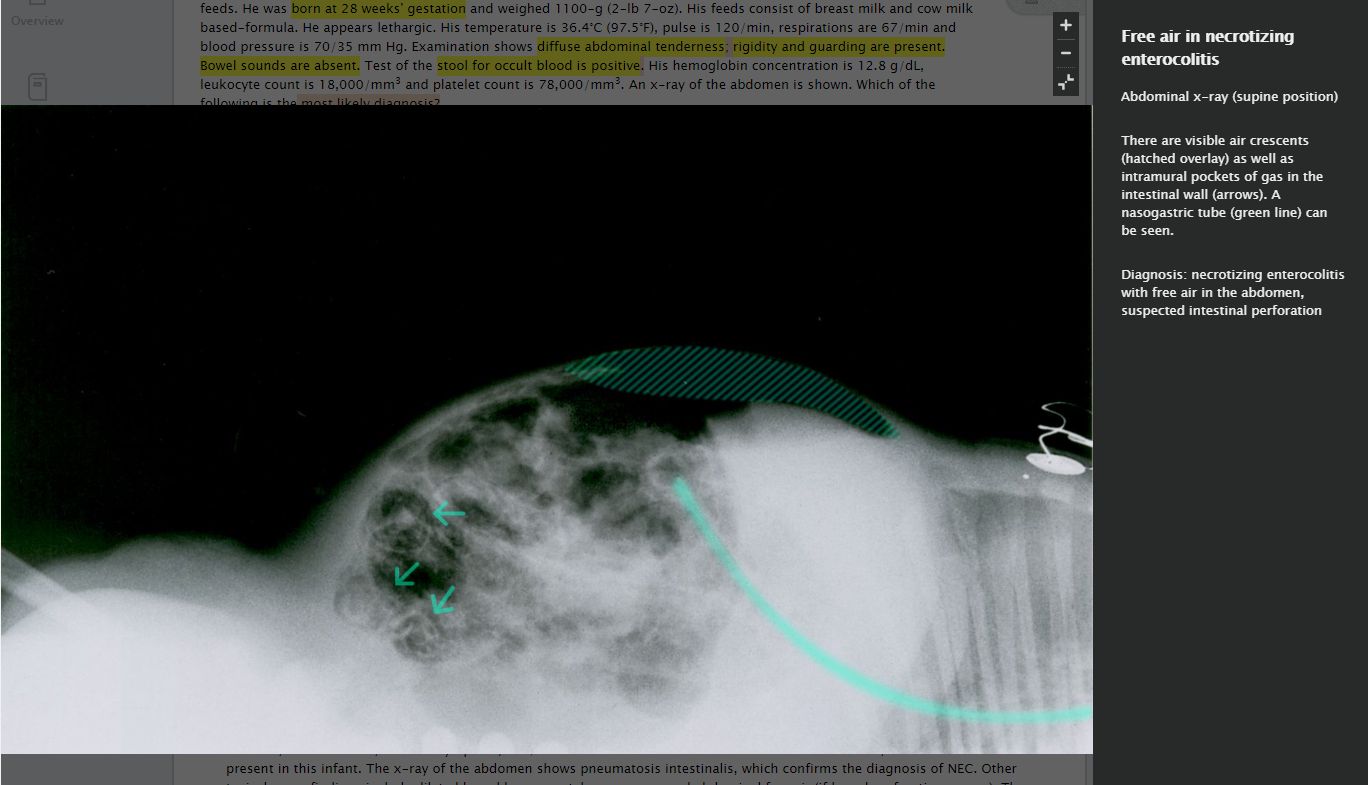 Overview
feeds. He was born at 28 weeks' gestation and weighed 1100-g (2-lb 7-oz). His feeds consist of breast milk and cow milk
based-formula. He appears lethargic. His temperature is 36.4°C (97.5°F), pulse is 120/min, respirations are 67/min and
blood pressure is 70/35 mm Hg. Examination shows diffuse abdominal tenderness; rigidity and guarding are present.
Bowel sounds are absent. Test of the stool for occult blood is positive. His hemoglobin concentration is 12.8 g/dL,
leukocyte count is 18,000/mm³ and platelet count is 78,000/mm³. An x-ray of the abdomen is shown. Which of the
following is the most likely diagnosis?
Free air in necrotizing
enterocolitis
Abdominal x-ray (supine position)
There are visible air crescents
(hatched overlay) as well as
intramural pockets of gas in the
intestinal wall (arrows). A
nasogastric tube (green line) can
be seen.
Diagnosis: necrotizing enterocolitis
with free air in the abdomen,
suspected intestinal perforation
present in this infant. The x-ray of the abdomen shows pneumatosis intestinalis, which confirms the diagnosis of NEC. Other